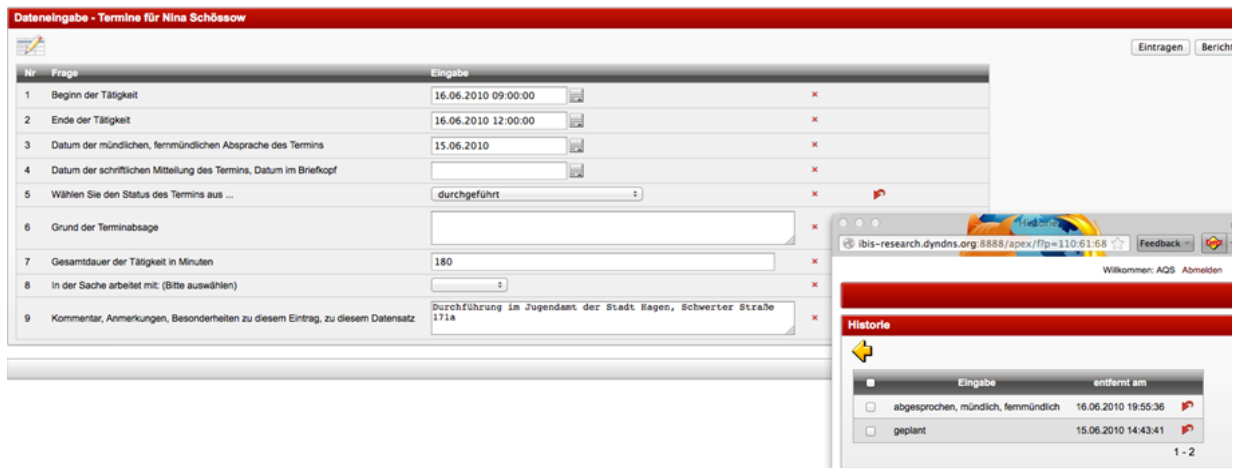 Dateneingabe - Termine für Nina Schössow
Eintragen Bericht
Nr Frage Eingabe
1 Beginn der Tätigkeit 16.06.2010 09:00:00
2 Ende der Tätigkeit 16.06.2010 12:00:00
3 Datum der mündlichen, fernmündlichen Absprache des Termins 15.06.2010
4 Datum der schriftlichen Mitteilung des Termins, Datum im Briefkopf
5 Wählen Sie den Status des Termins aus ... durchgeführt
6 Grund der Terminabsage
7 Gesamtdauer der Tätigkeit in Minuten 180
8 In der Sache arbeitet mit: (Bitte auswählen)
9 Kommentar, Anmerkungen, Besonderheiten zu diesem Eintrag, zu diesem Datensatz Durchführung im Jugendamt der Stadt Hagen, Schwerter Straße
171a
Historie
ibis-research.dyndns.org:8888/apex/f?p=110:61:68 Feedback
Willkommen: AQS Abmelden
Historie
Eingabe entfernt am
abgesprochen, mündlich, fernmündlich 16.06.2010 19:55:36
geplant 15.06.2010 14:43:41
1 - 2